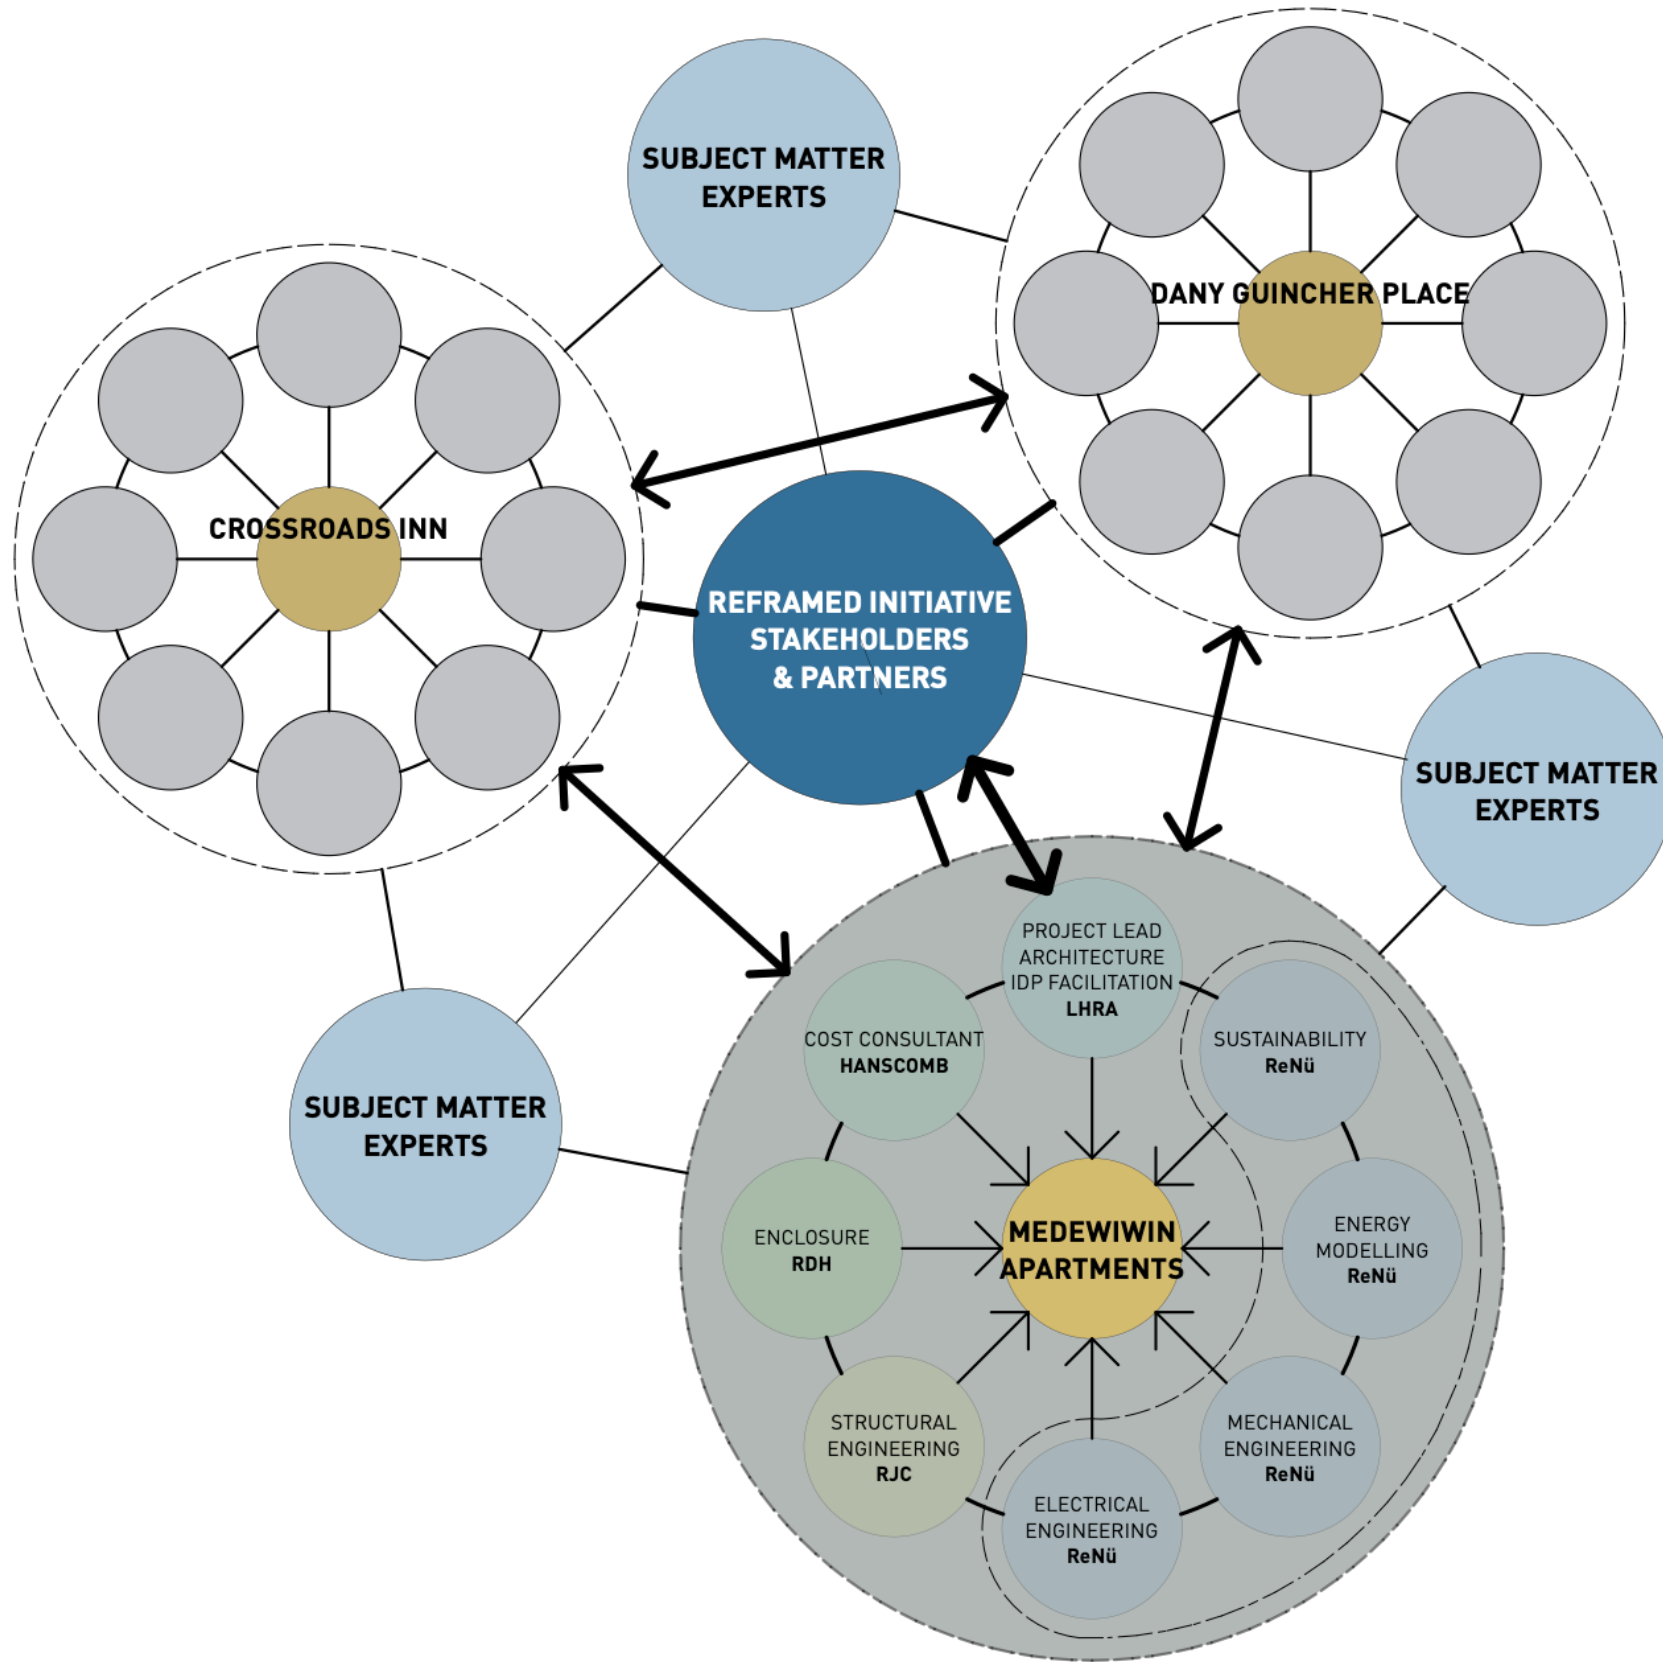 SUBJECT MATTER
EXPERTS
DANY GUINCHER PLACE
CROSSROADS INN
REFRAMED INITIATIVE
STAKEHOLDERS
& PARTNERS
SUBJECT MATTER
EXPERTS
PROJECT LEAD
ARCHITECTURE
IDP FACILITATION
LHRA
COST CONSULTANT
HANSCOMB
SUSTAINABILITY
ReNü
SUBJECT MATTER
EXPERTS
ENCLOSURE
RDH
MEDEWIWIN
APARTMENTS
ENERGY
MODELLING
ReNü
STRUCTURAL
ENGINEERING
RJC
MECHANICAL
ENGINEERING
ReNü
ELECTRICAL
ENGINEERING
ReNü